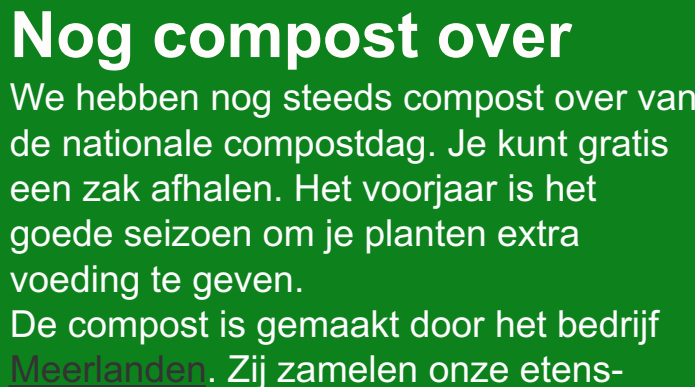 Nog compost over
We hebben nog steeds compost over van
de nationale compostdag. Je kunt gratis
een zak afhalen. Het voorjaar is het
goede seizoen om je planten extra
voeding te geven.
De compost is gemaakt door het bedrijf
Meerlanden. Zij zamelen onze etens-